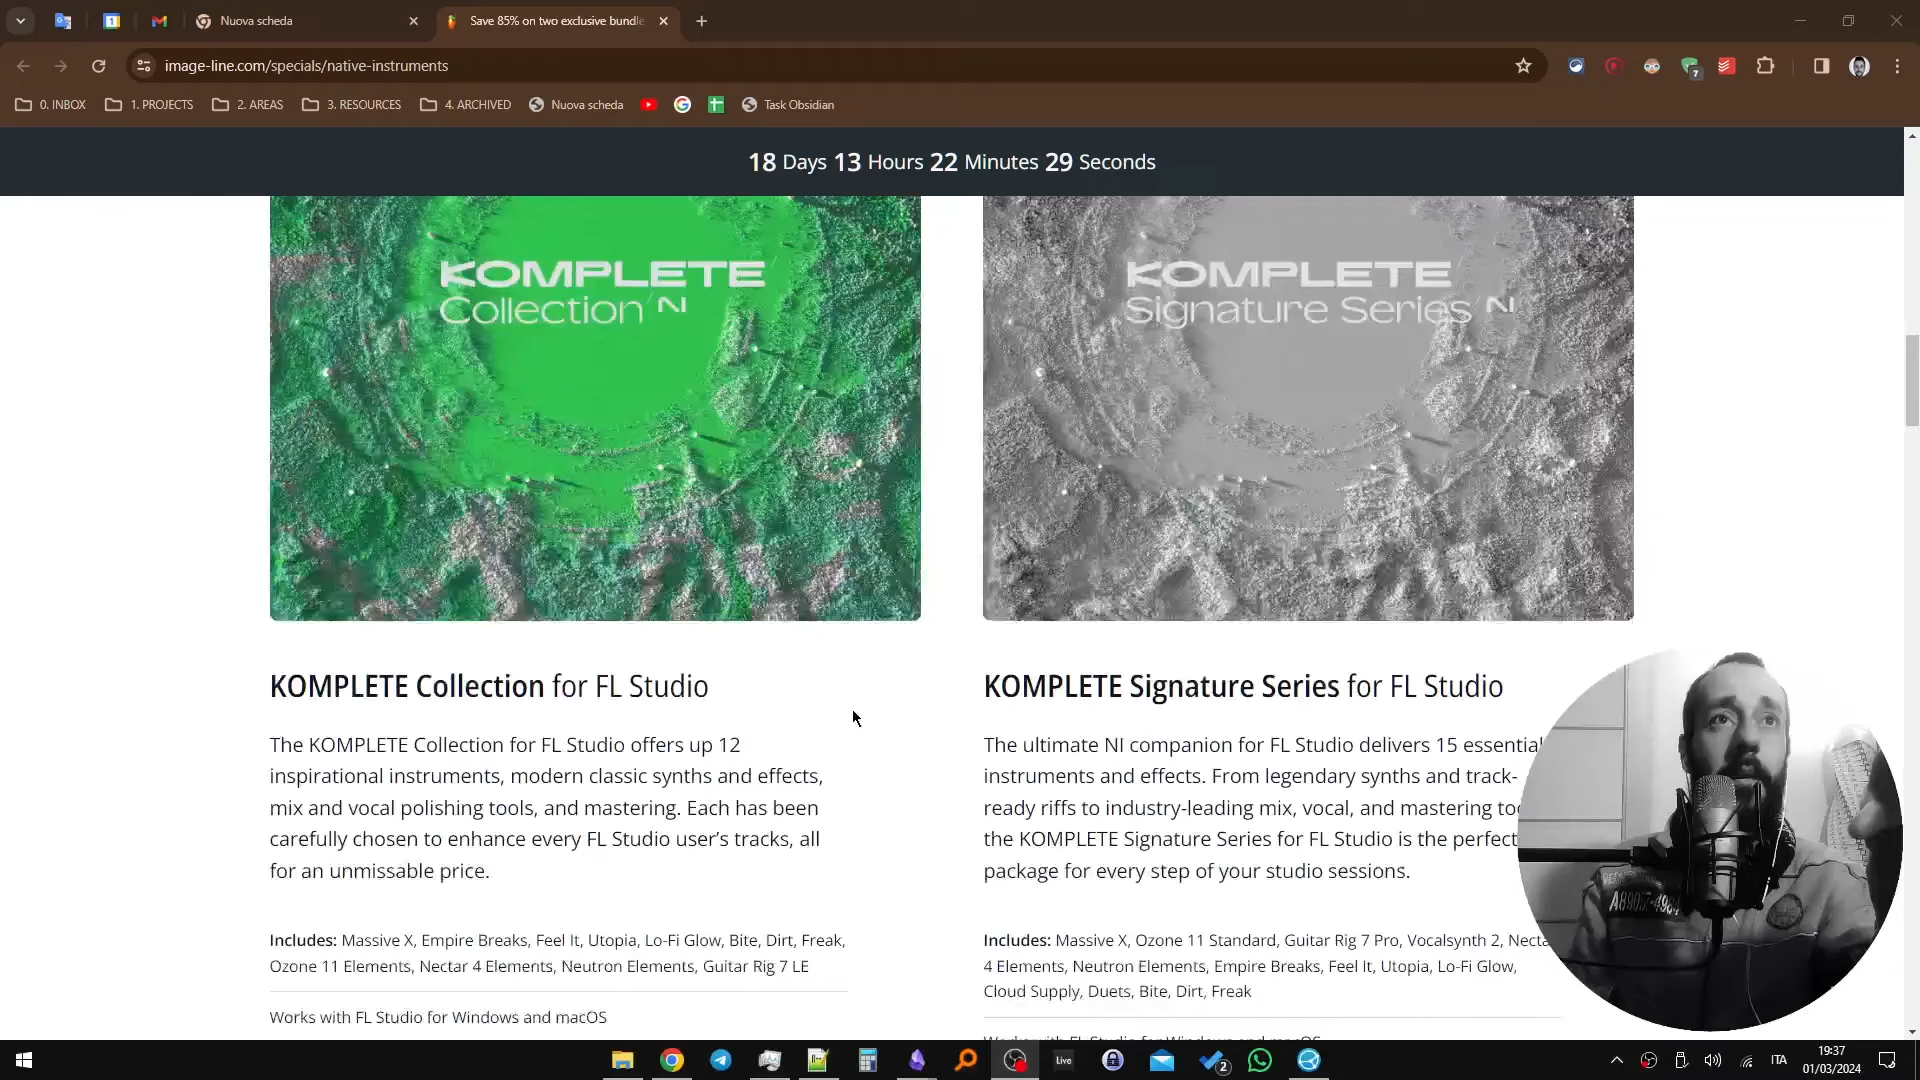 Nuova scheda
Save 85% on two exclusive bundle
image-line.com/specials/native-instruments
7
0. INBOX
1. PROJECTS
2. AREAS
3. RESOURCES
4. ARCHIVED
Nuova scheda
Task Obsidian
18 Days 13 Hours 22 Minutes 29 Seconds
KOMPLETE
Collection
KOMPLETE
Signature Series
KOMPLETE Collection for FL Studio
The KOMPLETE Collection for FL Studio offers up 12
inspirational instruments, modern classic synths and effects,
mix and vocal polishing tools, and mastering. Each has been
carefully chosen to enhance every FL Studio user’s tracks, all
for an unmissable price.
Includes: Massive X, Empire Breaks, Feel It, Utopia, Lo-Fi Glow, Bite, Dirt, Freak,
Ozone 11 Elements, Nectar 4 Elements, Neutron Elements, Guitar Rig 7 LE
Works with FL Studio for Windows and macOS
KOMPLETE Signature Series for FL Studio
The ultimate NI companion for FL Studio delivers 15 essential
instruments and effects. From legendary synths and track-
ready riffs to industry-leading mix, vocal, and mastering
the KOMPLETE Signature Series for FL Studio is the perfect
package for every step of your studio sessions.
Includes: Massive X, Ozone 11 Standard, Guitar Rig 7 Pro, Vocalsynth 2,
4 Elements, Neutron Elements, Empire Breaks, Feel It, Utopia, Lo-Fi Glow,
Cloud Supply, Duets, Bite, Dirt, Freak
Live
2
ITA
19:37
01/03/2024